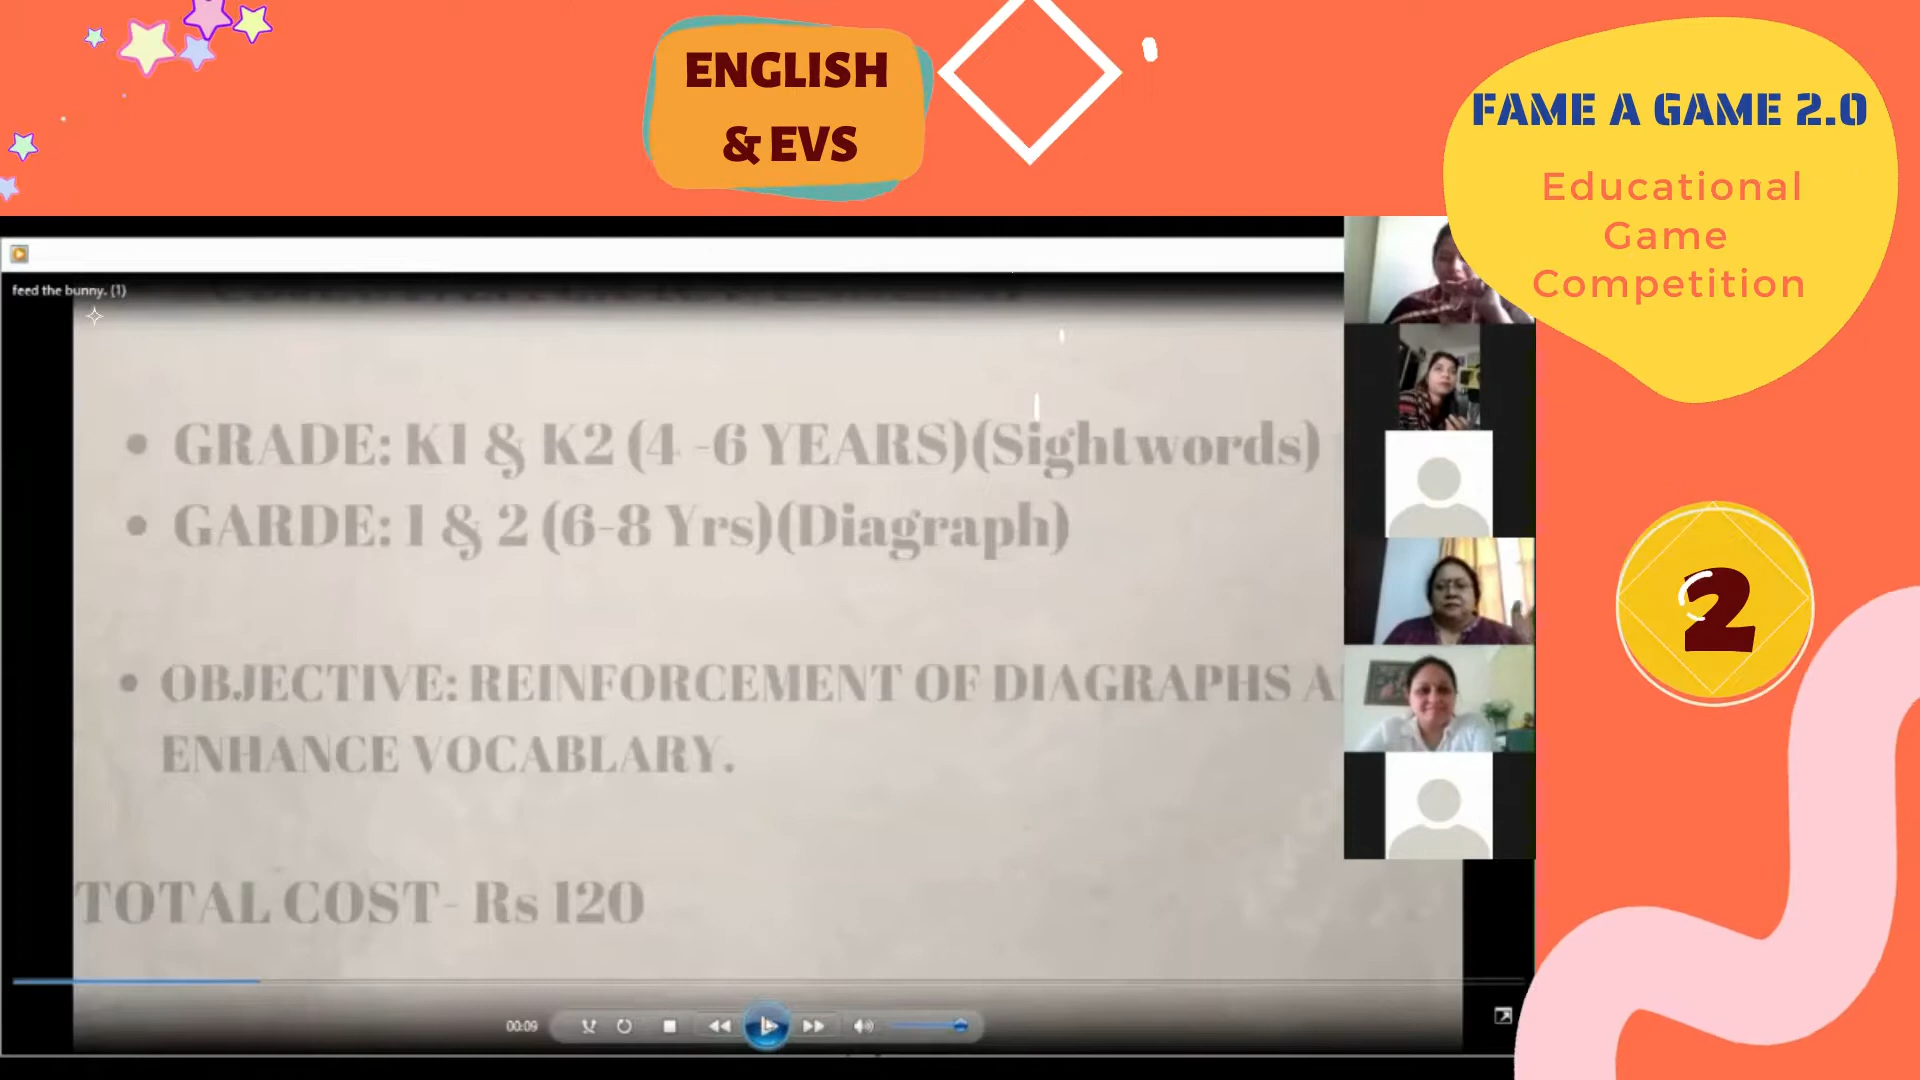 ENGLISH
& EVS
FAME A GAME 2.0
Educational
Game
Competition
feed the bunny. (1)
GRADE: K1 & K2 (4 -6 YEARS)(Sightwords)
GARDE: 1 & 2 (6-8 Yrs)(Diagraph)
OBJECTIVE: REINFORCEMENT OF DIAGRAPHS
ENHANCE VOCABLARY.
TOTAL COST- Rs 120
2
00:09